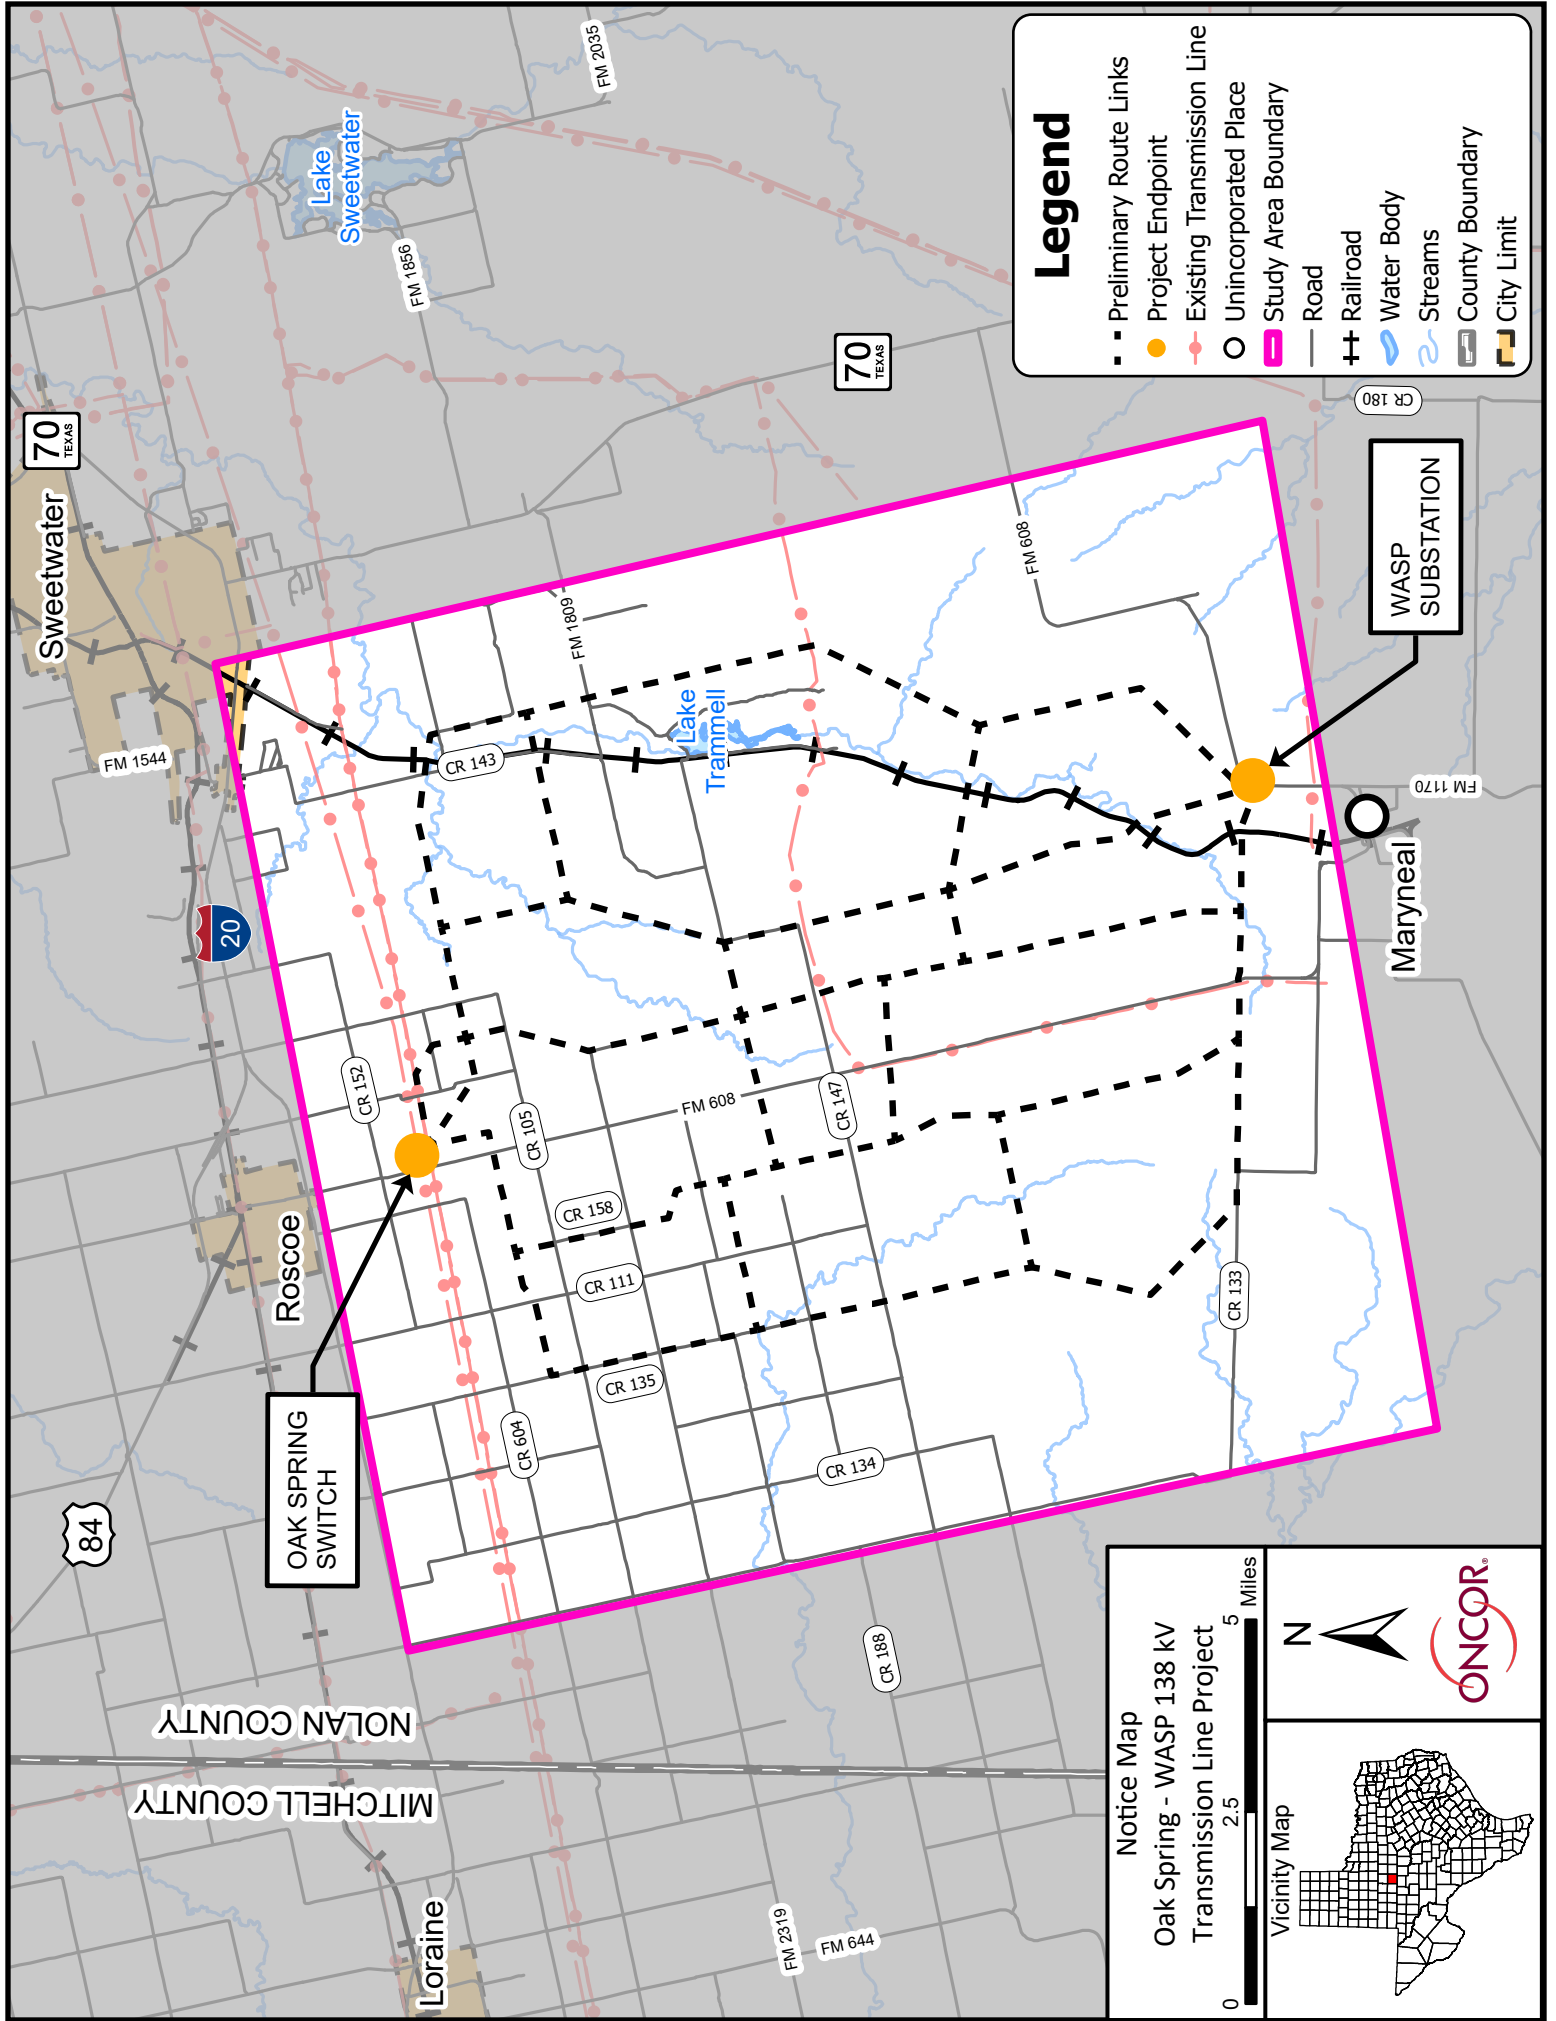 Sweetwater
70
TEXAS
FM 2035
Lake
Sweetwater
FM 1856
FM 1544
20
84
Roscoe
OAK SPRING
SWITCH
CR 152
CR 143
FM 1809
Lake
Trammell
70
TEXAS
CR 105
FM 608
CR 158
CR 111
CR 135
CR 604
CR 147
CR 134
CR 188
FM 608
CR 133
NOLAN COUNTY
MITCHELL COUNTY
Loraine
FM 2319
FM 644
Maryneal
FM 1170
CR 180
WASP
SUBSTATION
Legend
Preliminary Route Links
Project Endpoint
Existing Transmission Line
Unincorporated Place
Study Area Boundary
Road
Railroad
Water Body
Streams
County Boundary
City Limit
Notice Map
Oak Spring - WASP 138 kV
Transmission Line Project
0 2.5 5
Miles
Vicinity Map
N
ONCOR®